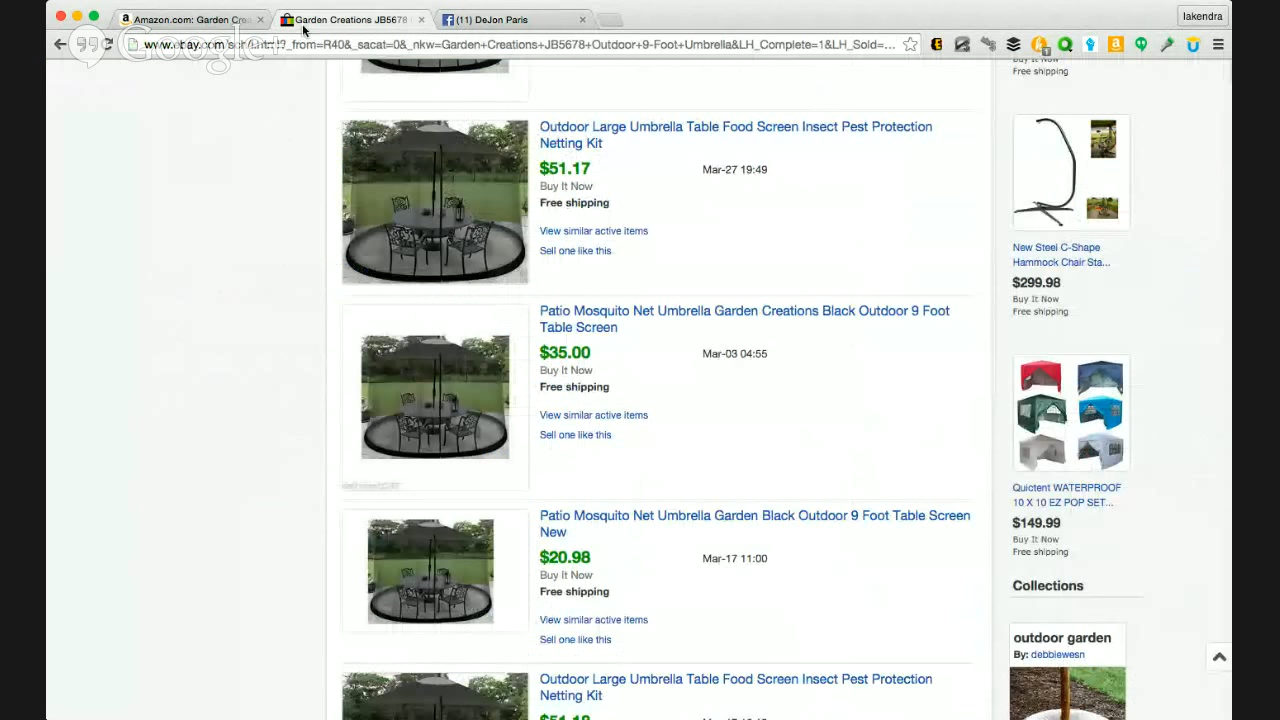 Amazon.com: Garden Cre
Garden Creations JB5678
(11) DeJon Paris
lakendra
Google+
_from=R40&_sacat=0&_nkw=Garden+Creations+JB5678+Outdoor+9-Foot+Umbrella&LH_Complete=1&LH_Sold=...
Outdoor Large Umbrella Table Food Screen Insect Pest Protection
Netting Kit
$51.17
Mar-27 19:49
Buy It Now
Free shipping
View similar active items
Sell one like this
Patio Mosquito Net Umbrella Garden Creations Black Outdoor 9 Foot
Table Screen
$35.00
Mar-03 04:55
Buy It Now
Free shipping
View similar active items
Sell one like this
Patio Mosquito Net Umbrella Garden Black Outdoor 9 Foot Table Screen
New
$20.98
Mar-17 11:00
Buy It Now
Free shipping
View similar active items
Sell one like this
Outdoor Large Umbrella Table Food Screen Insect Pest Protection
Netting Kit
Buy It Now
Free shipping
New Steel C-Shape
Hammock Chair Sta...
$299.98
Buy It Now
Free shipping
Quictent WATERPROOF
10 X 10 EZ POP SET...
$149.99
Buy It Now
Free shipping
Collections
outdoor garden
By: debbiewesn